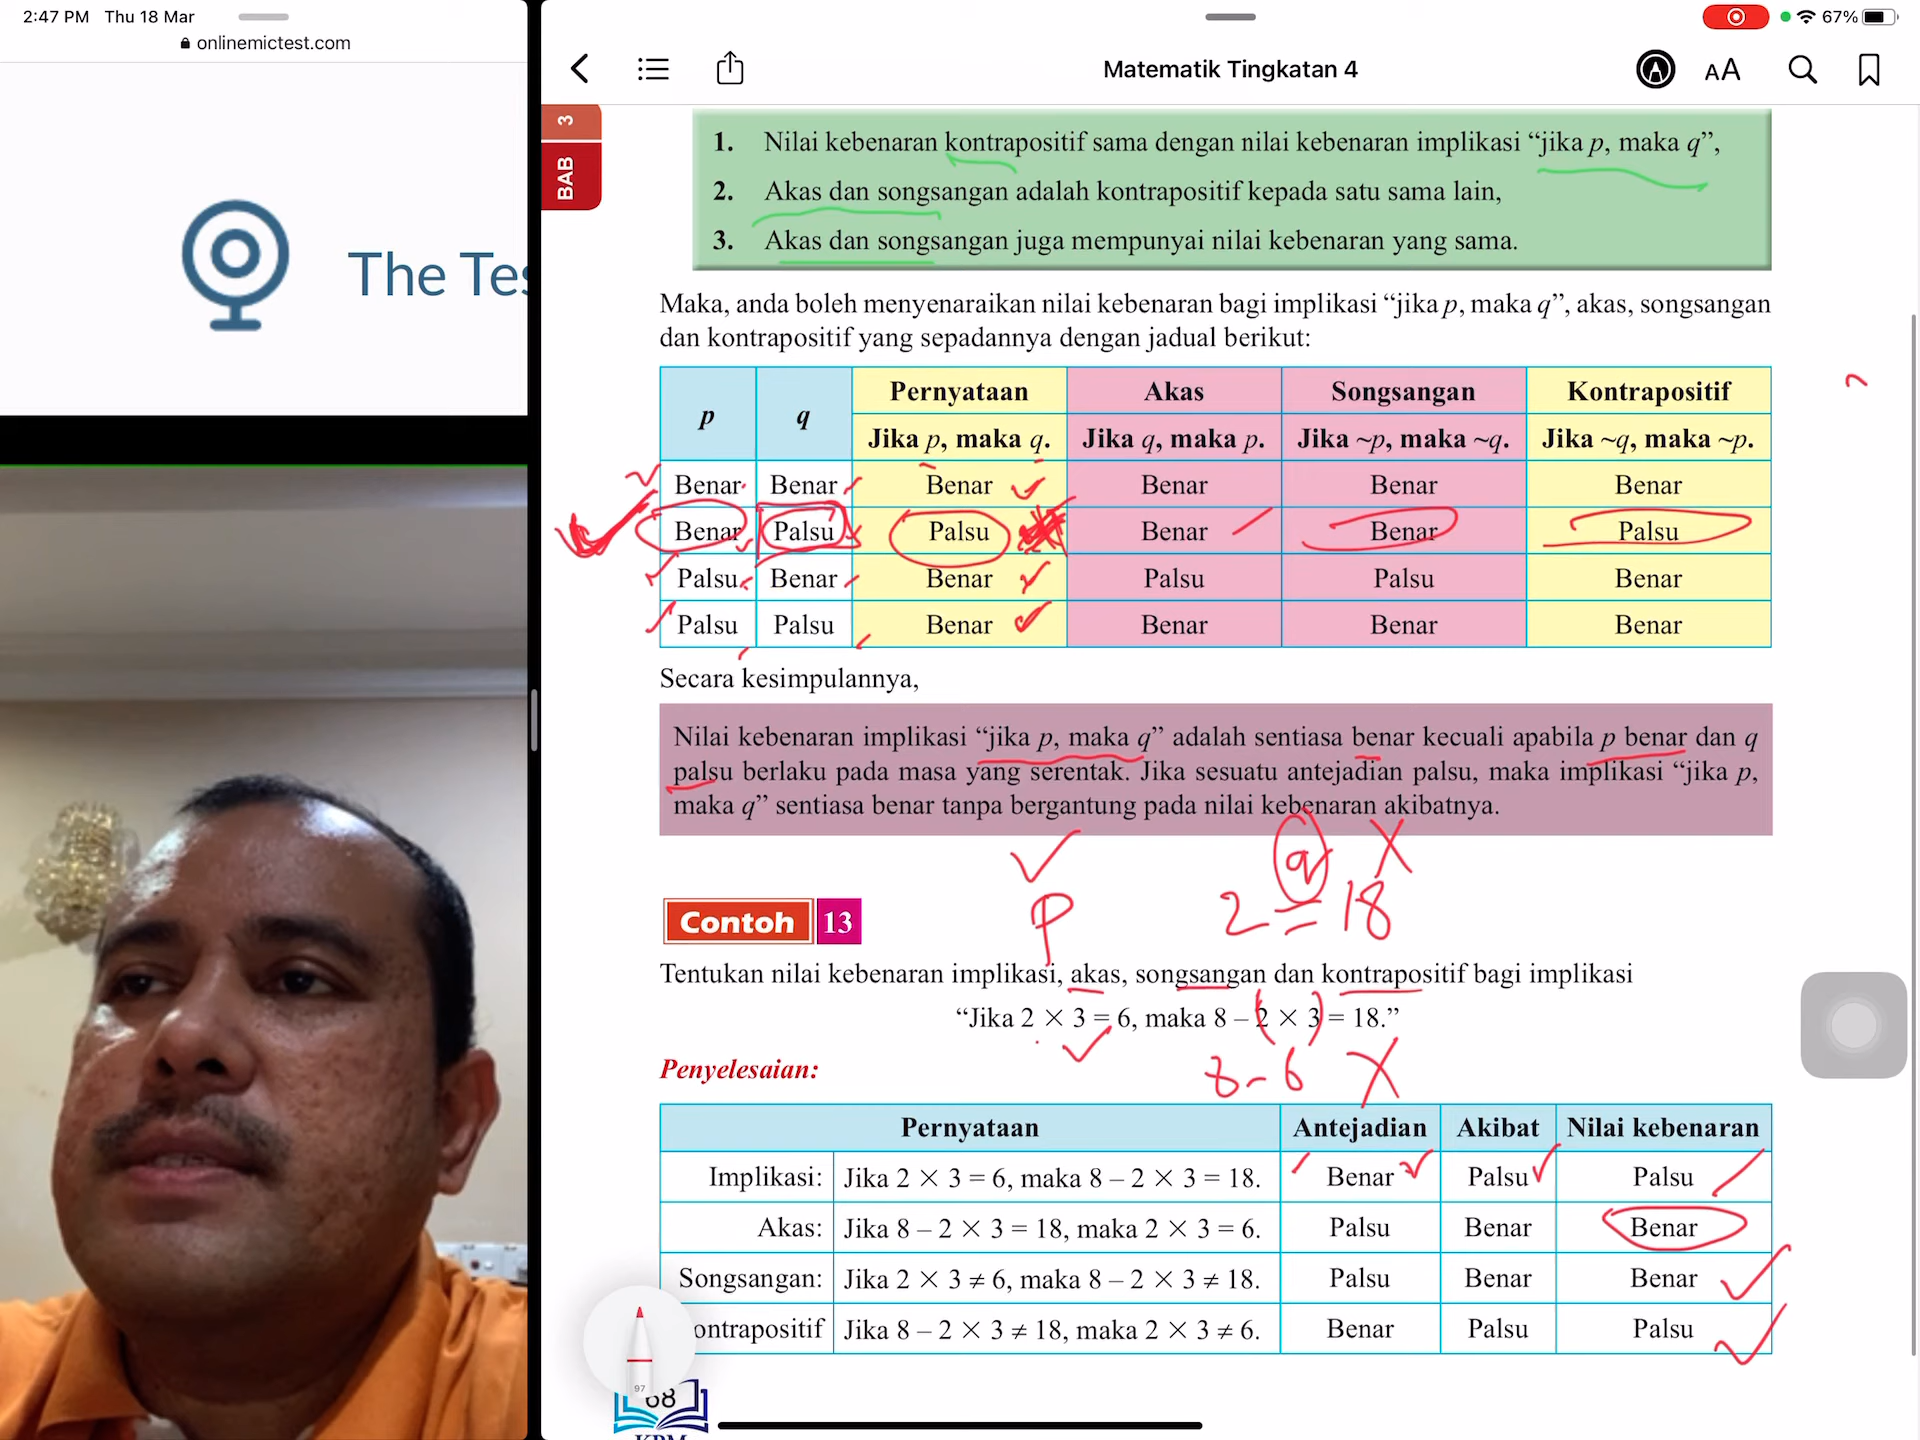 2:47 PM Thu 18 Mar
onlinemictest.com
The Tes
67%
Matematik Tingkatan 4
AA
BAB 3
1. Nilai kebenaran kontrapositif sama dengan nilai kebenaran implikasi “jika p, maka q”,
2. Akas dan songsangan adalah kontrapositif kepada satu sama lain,
3. Akas dan songsangan juga mempunyai nilai kebenaran yang sama.
Maka, anda boleh menyenaraikan nilai kebenaran bagi implikasi “jika p, maka q”, akas, songsangan
dan kontrapositif yang sepadannya dengan jadual berikut:
p q Pernyataan Akas Songsangan Kontrapositif
Jika p, maka q. Jika q, maka p. Jika ~p, maka ~q. Jika ~q, maka ~p.
Benar Benar Benar Benar Benar Benar
Benar Palsu Palsu Benar Benar Palsu
Palsu Benar Benar Palsu Palsu Benar
Palsu Palsu Benar Benar Benar Benar
Secara kesimpulannya,
Nilai kebenaran implikasi “jika p, maka q” adalah sentiasa benar kecuali apabila p benar dan q
palsu berlaku pada masa yang serentak. Jika sesuatu antejadian palsu, maka implikasi “jika p,
maka q” sentiasa benar tanpa bergantung pada nilai kebenaran akibatnya.
p q
2 = 18
Contoh 13
Tentukan nilai kebenaran implikasi, akas, songsangan dan kontrapositif bagi implikasi
“Jika 2 × 3 = 6, maka 8 – (2 × 3) = 18.”
8 - 6
Penyelesaian:
Pernyataan Antejadian Akibat Nilai kebenaran
Implikasi: Jika 2 × 3 = 6, maka 8 – 2 × 3 = 18. Benar Palsu Palsu
Akas: Jika 8 – 2 × 3 = 18, maka 2 × 3 = 6. Palsu Benar Benar
Songsangan: Jika 2 × 3 ≠ 6, maka 8 – 2 × 3 ≠ 18. Palsu Benar Benar
ontrapositif Jika 8 – 2 × 3 ≠ 18, maka 2 × 3 ≠ 6. Benar Palsu Palsu
97
68
KPM